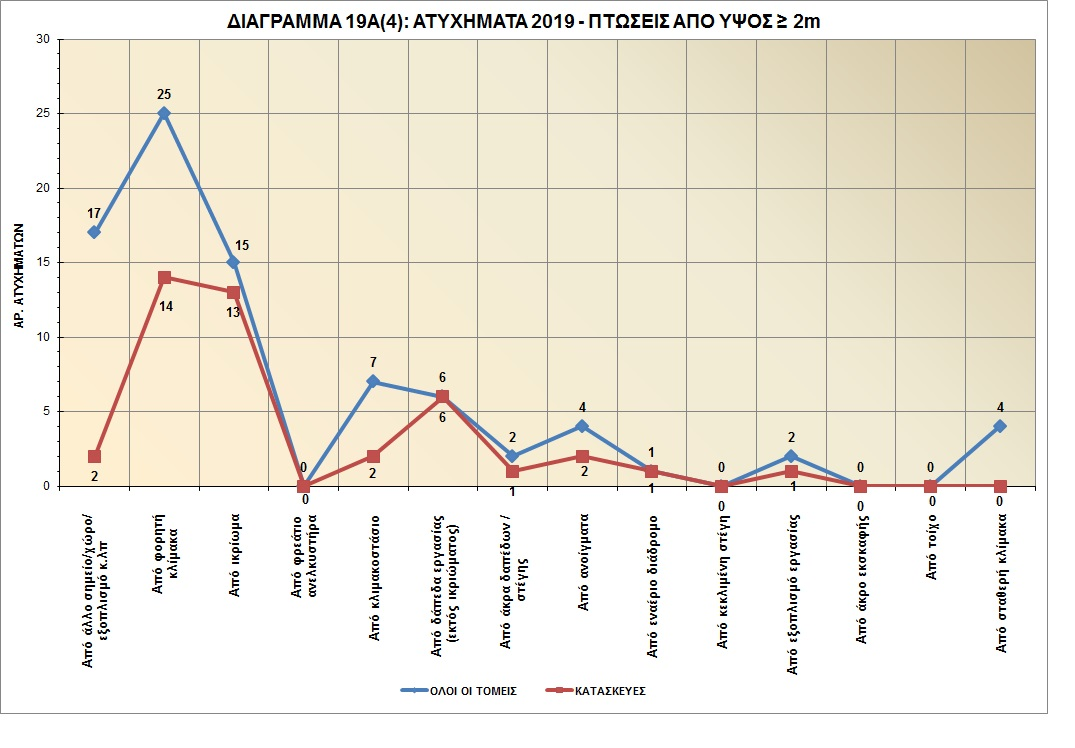 ΔΙΑΓΡΑΜΜΑ 19Α(4): ΑΤΥΧΗΜΑΤΑ 2019 - ΠΤΩΣΕΙΣ ΑΠΟ ΥΨΟΣ ≥ 2m
ΑΡ. ΑΤΥΧΗΜΑΤΩΝ
30
25
20
15
10
5
0
17
25
15
0
7
6
2
4
1
0
2
0
0
4
2
14
13
0
2
6
1
2
1
0
1
0
0
0
Από άλλο σημείο/χώρο/
εξοπλισμό κ.λπ
Από φορητή
κλίμακα
Από ικρίωμα
Από φρεάτιο
ανελκυστήρα
Από κλιμακοστάσιο
Από δάπεδα εργασίας
(εκτός ικριώματος)
Από άκρα δαπέδων /
στέγης
Από ανοίγματα
Από εναέριο διάδρομο
Από κεκλιμένη στέγη
Από εξοπλισμό εργασίας
Από άκρο εκσκαφής
Από τοίχο
Από σταθερή κλίμακα
ΟΛΟΙ ΟΙ ΤΟΜΕΙΣ
ΚΑΤΑΣΚΕΥΕΣ